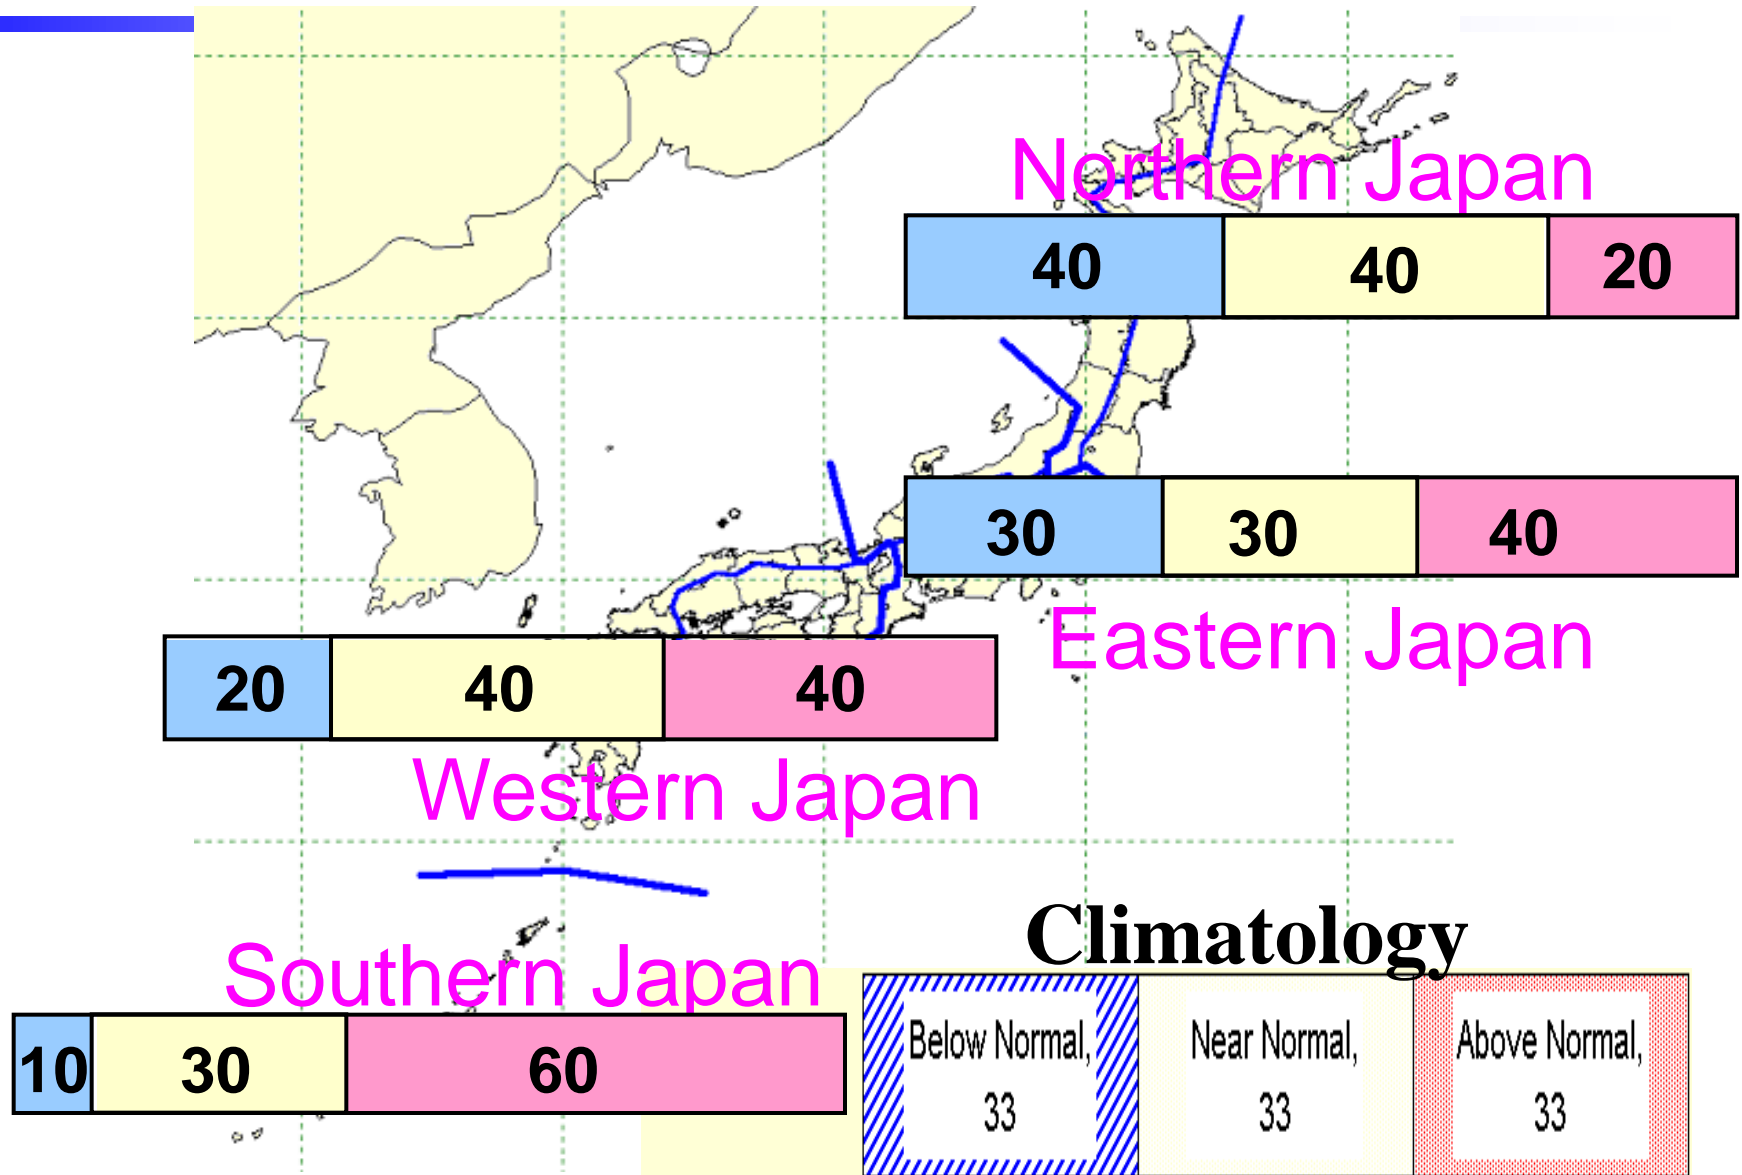 Northern Japan
40 40 20
30 30 40
Eastern Japan
20 40 40
Western Japan
Southern Japan
10 30 60
Climatology
Below Normal, Near Normal, Above Normal,
33 33 33